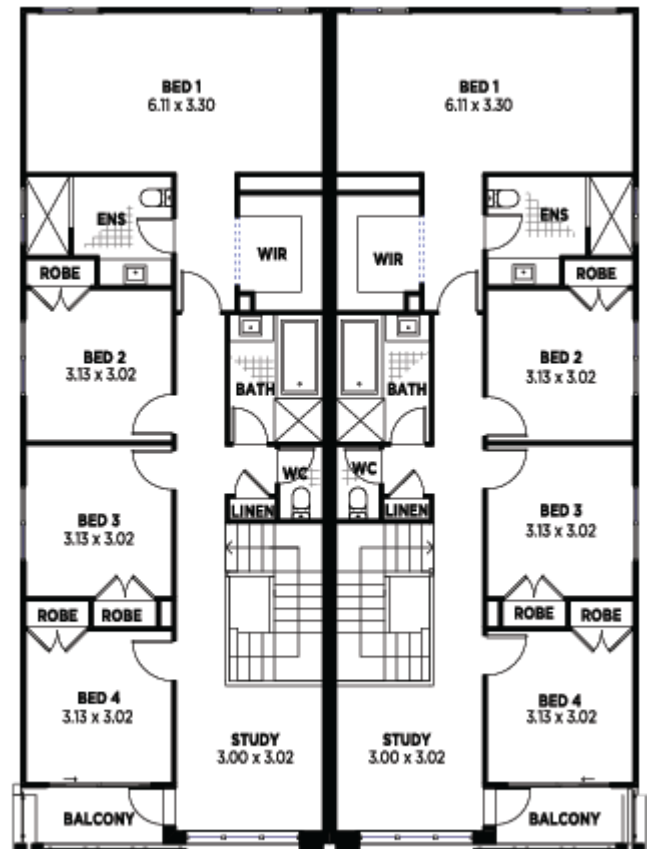 BED 1
6.11 x 3.30
BED 1
6.11 x 3.30
ENS
ENS
WIR
WIR
ROBE
ROBE
BED 2
3.13 x 3.02
BED 2
3.13 x 3.02
BATH
BATH
WC
WC
LINEN
LINEN
BED 3
3.13 x 3.02
BED 3
3.13 x 3.02
ROBE
ROBE
ROBE
ROBE
BED 4
3.13 x 3.02
BED 4
3.13 x 3.02
STUDY
3.00 x 3.02
STUDY
3.00 x 3.02
BALCONY
BALCONY